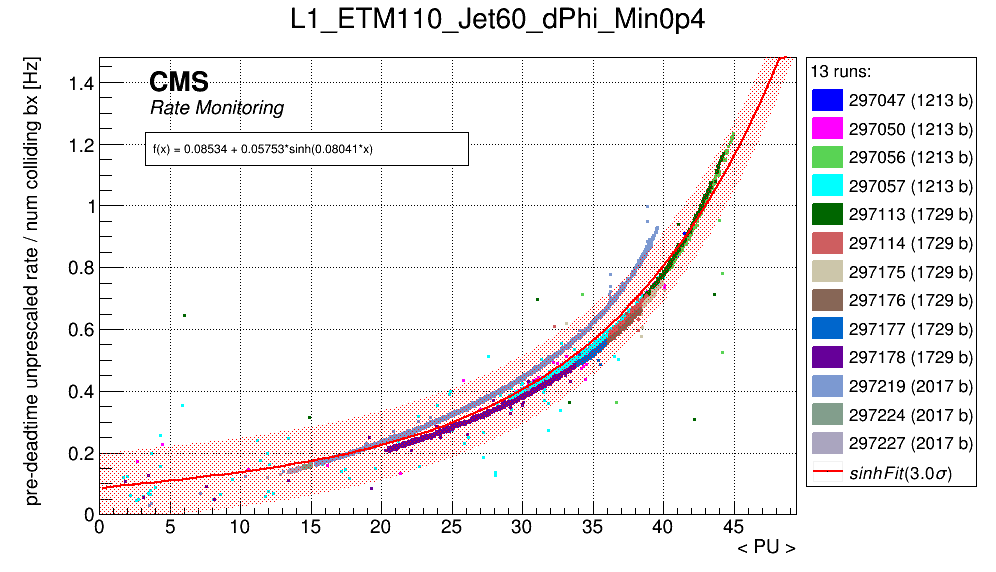 L1_ETM110_Jet60_dPhi_Min0p4
pre-deadtime unprescaled rate / num colliding bx [Hz]
CMS
Rate Monitoring
f(x) = 0.08534 + 0.05753*sinh(0.08041*x)
1.4
1.2
1
0.8
0.6
0.4
0.2
0
0 5 10 15 20 25 30 35 40 45
< PU >
13 runs:
297047 (1213 b)
297050 (1213 b)
297056 (1213 b)
297057 (1213 b)
297113 (1729 b)
297114 (1729 b)
297175 (1729 b)
297176 (1729 b)
297177 (1729 b)
297178 (1729 b)
297219 (2017 b)
297224 (2017 b)
297227 (2017 b)
sinhFit(3.0σ)